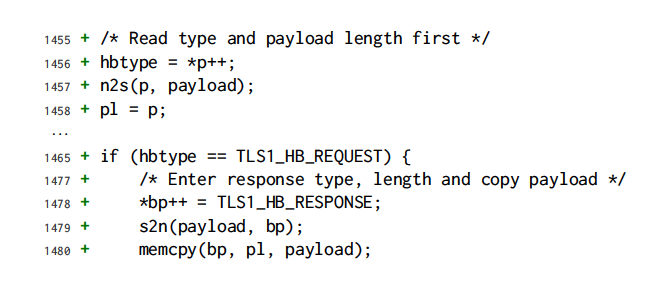 1455 + /* Read type and payload length first */
1456 + hbtype = *p++;
1457 + n2s(p, payload);
1458 + pl = p;
...
1465 + if (hbtype == TLS1_HB_REQUEST) {
1477 + /* Enter response type, length and copy payload */
1478 + *bp++ = TLS1_HB_RESPONSE;
1479 + s2n(payload, bp);
1480 + memcpy(bp, pl, payload);